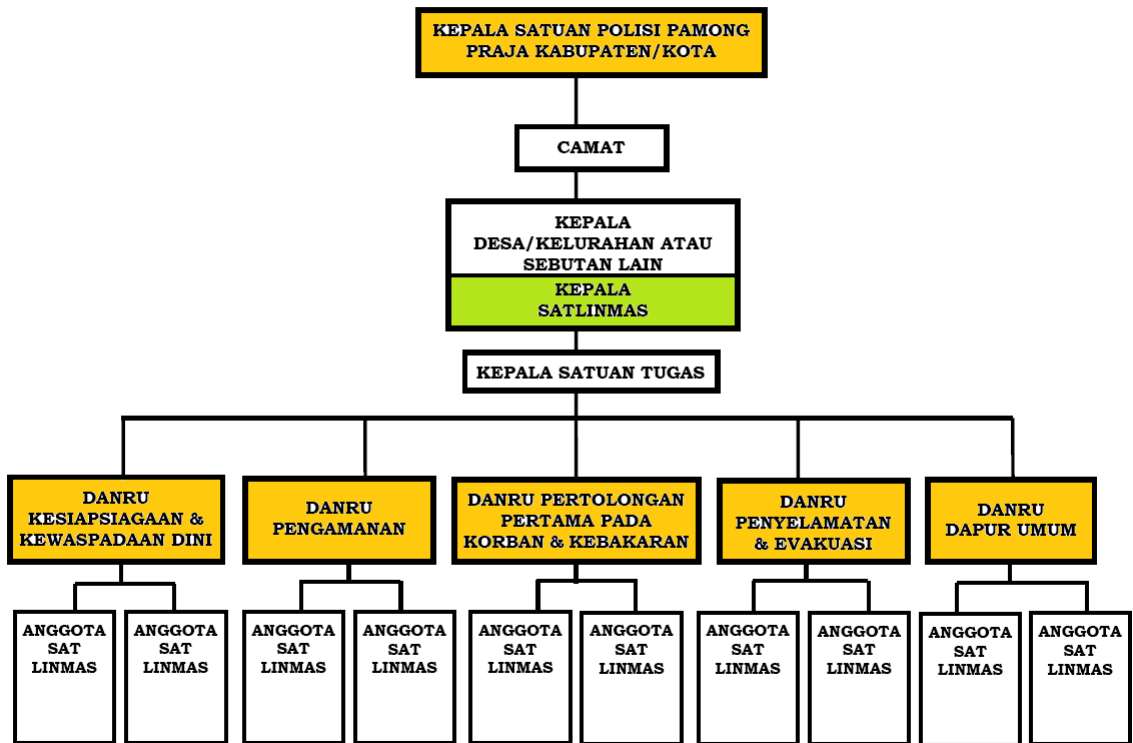 KEPALA SATUAN POLISI PAMONG
PRAJA KABUPATEN/KOTA
CAMAT
KEPALA
DESA/KELURAHAN ATAU
SEBUTAN LAIN
KEPALA
SATLINMAS
KEPALA SATUAN TUGAS
DANRU
KESIAPSIAGAAN &
KEWASPADAAN DINI
DANRU
PENGAMANAN
DANRU PERTOLONGAN
PERTAMA PADA
KORBAN & KEBAKARAN
DANRU
PENYELAMATAN
& EVAKUASI
DANRU
DAPUR UMUM
ANGGOTA
SAT
LINMAS
ANGGOTA
SAT
LINMAS
ANGGOTA
SAT
LINMAS
ANGGOTA
SAT
LINMAS
ANGGOTA
SAT
LINMAS
ANGGOTA
SAT
LINMAS
ANGGOTA
SAT
LINMAS
ANGGOTA
SAT
LINMAS
ANGGOTA
SAT
LINMAS
ANGGOTA
SAT
LINMAS